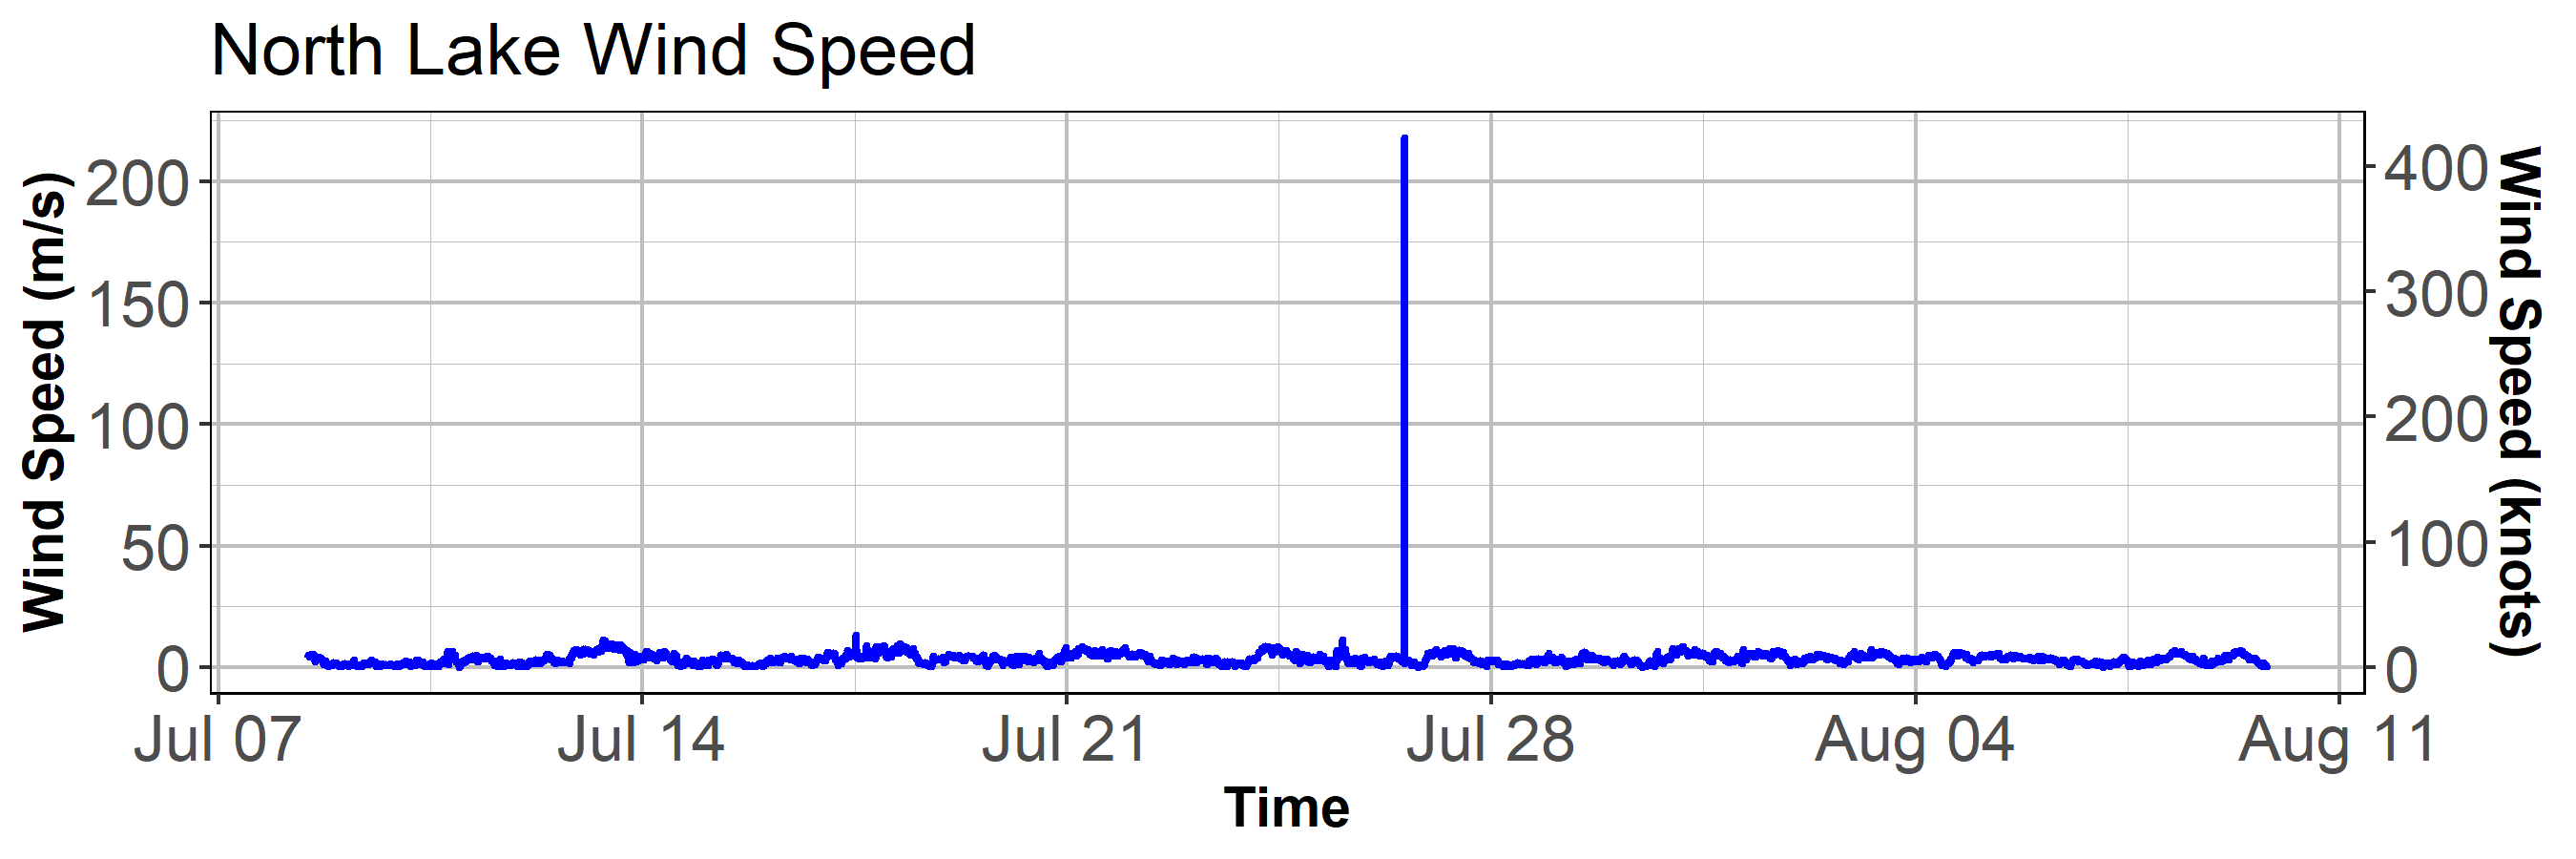 North Lake Wind Speed
Wind Speed (m/s)
200
150
100
50
0
400
300
200
100
0
Wind Speed (knots)
Jul 07 Jul 14 Jul 21 Jul 28 Aug 04 Aug 11
Time